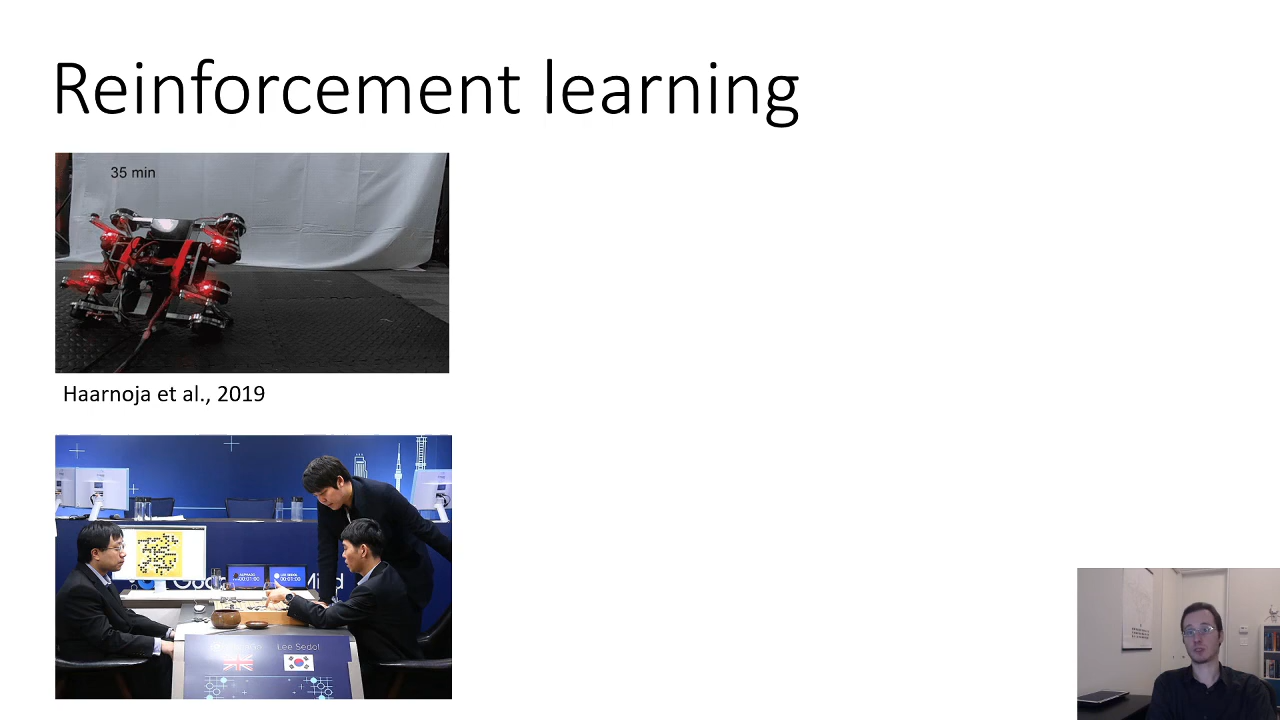 Reinforcement learning
35 min
Haarnoja et al., 2019
Lee Sedol